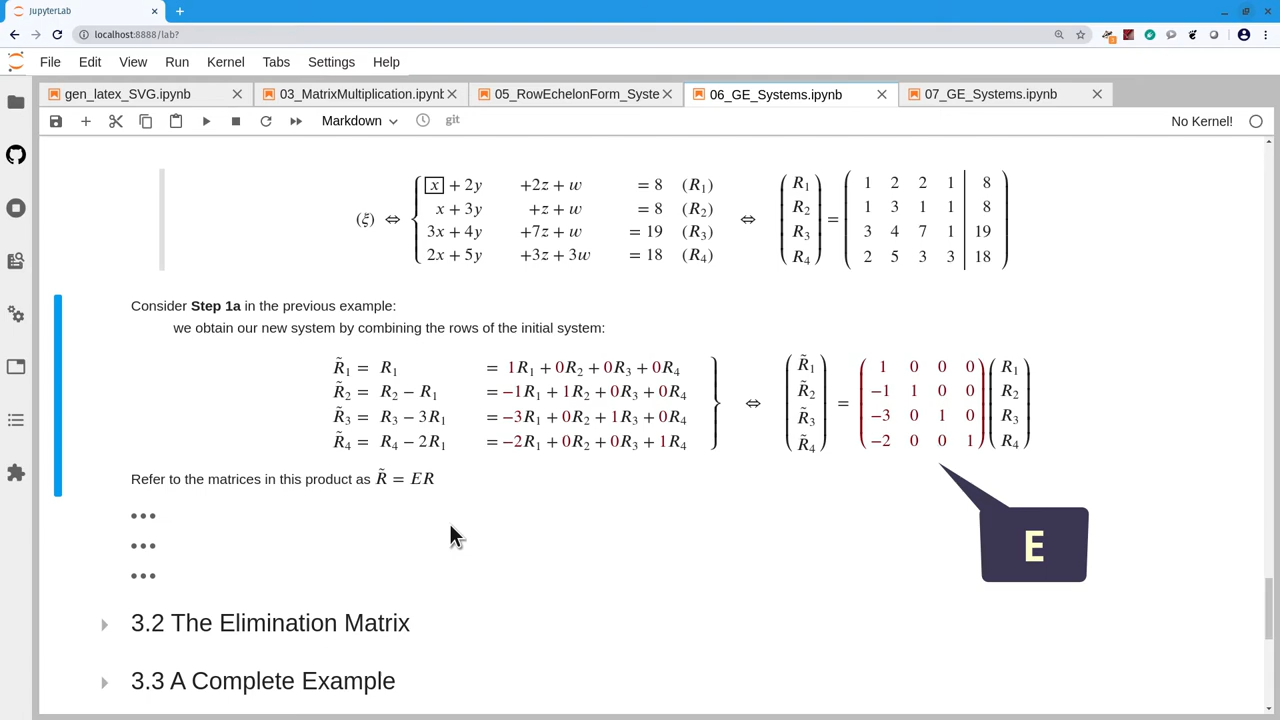 JupyterLab
localhost:8888/lab?
File Edit View Run Kernel Tabs Settings Help
gen_latex_SVG.ipynb 03_MatrixMultiplication.ipynb 05_RowEchelonForm_Syste 06_GE_Systems.ipynb 07_GE_Systems.ipynb
Markdown git No Kernel!
(ξ) ⇔ { x + 2y +2z + w = 8 (R₁) ⇔ (R₁) = ( 1 2 2 1 | 8 )
x + 3y +z + w = 8 (R₂) (R₂) ( 1 3 1 1 | 8 )
3x + 4y +7z + w = 19 (R₃) (R₃) ( 3 4 7 1 | 19 )
2x + 5y +3z + 3w = 18 (R₄) (R₄) ( 2 5 3 3 | 18 )
Consider Step 1a in the previous example:
we obtain our new system by combining the rows of the initial system:
R̃₁ = R₁ = 1R₁ + 0R₂ + 0R₃ + 0R₄ } ⇔ (R̃₁) = ( 1 0 0 0 ) (R₁)
R̃₂ = R₂ − R₁ = −1R₁ + 1R₂ + 0R₃ + 0R₄ (R̃₂) ( −1 1 0 0 ) (R₂)
R̃₃ = R₃ − 3R₁ = −3R₁ + 0R₂ + 1R₃ + 0R₄ (R̃₃) ( −3 0 1 0 ) (R₃)
R̃₄ = R₄ − 2R₁ = −2R₁ + 0R₂ + 0R₃ + 1R₄ (R̃₄) ( −2 0 0 1 ) (R₄)
Refer to the matrices in this product as R̃ = ER
E
3.2 The Elimination Matrix
3.3 A Complete Example